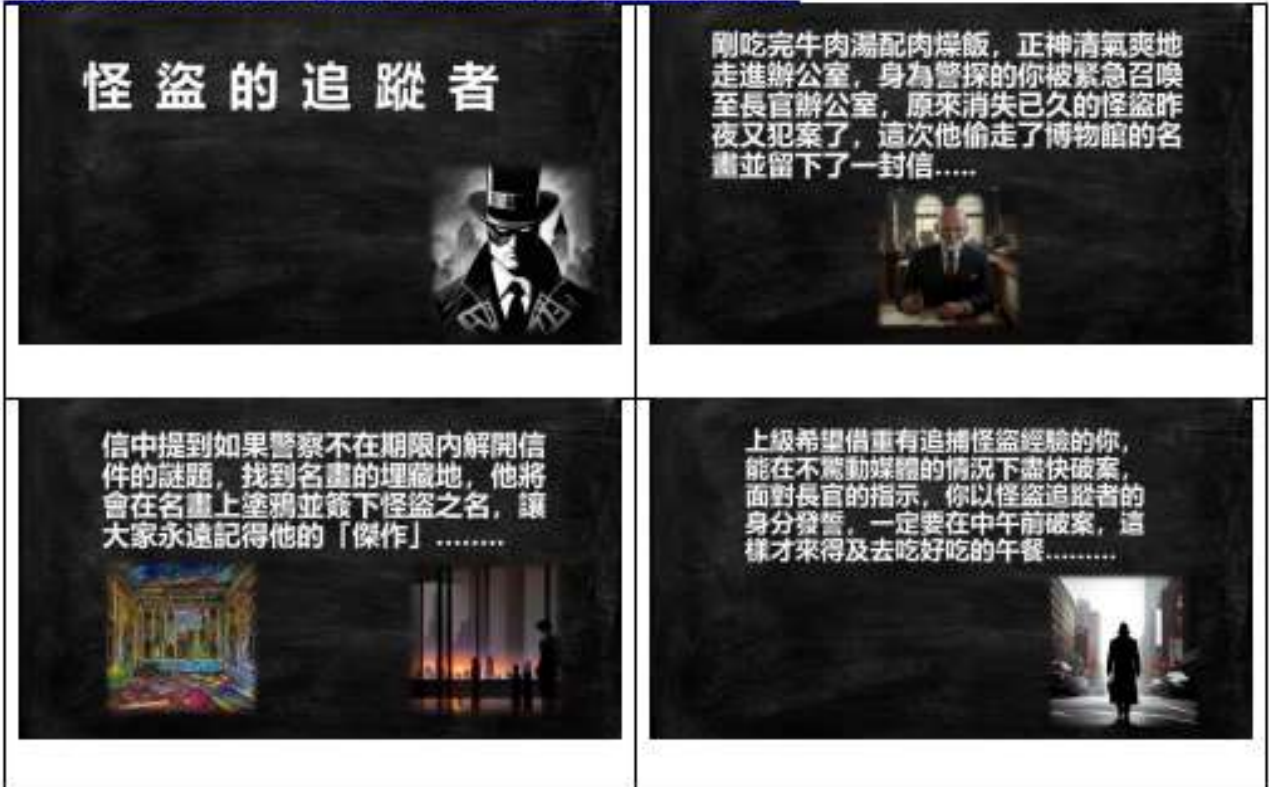 怪盜的追蹤者
剛吃完牛肉湯配肉燥飯，正神清氣爽地
走進辦公室，身為警探的你被緊急召喚
至長官辦公室，原來消失已久的怪盜昨
夜又犯案了，這次他偷走了博物館的名
畫並留下了一封信.....
信中提到如果警察不在期限內解開信
件的謎題，找到名畫的埋藏地，他將
會在名畫上塗鴉並簽下怪盜之名，讓
大家永遠記得他的「傑作」........
上級希望借重有追捕怪盜經驗的你，
能在不驚動媒體的情況下盡快破案，
面對長官的指示，你以怪盜追蹤者的
身分發誓，一定要在中午前破案，這
樣才來得及去吃好吃的午餐.........